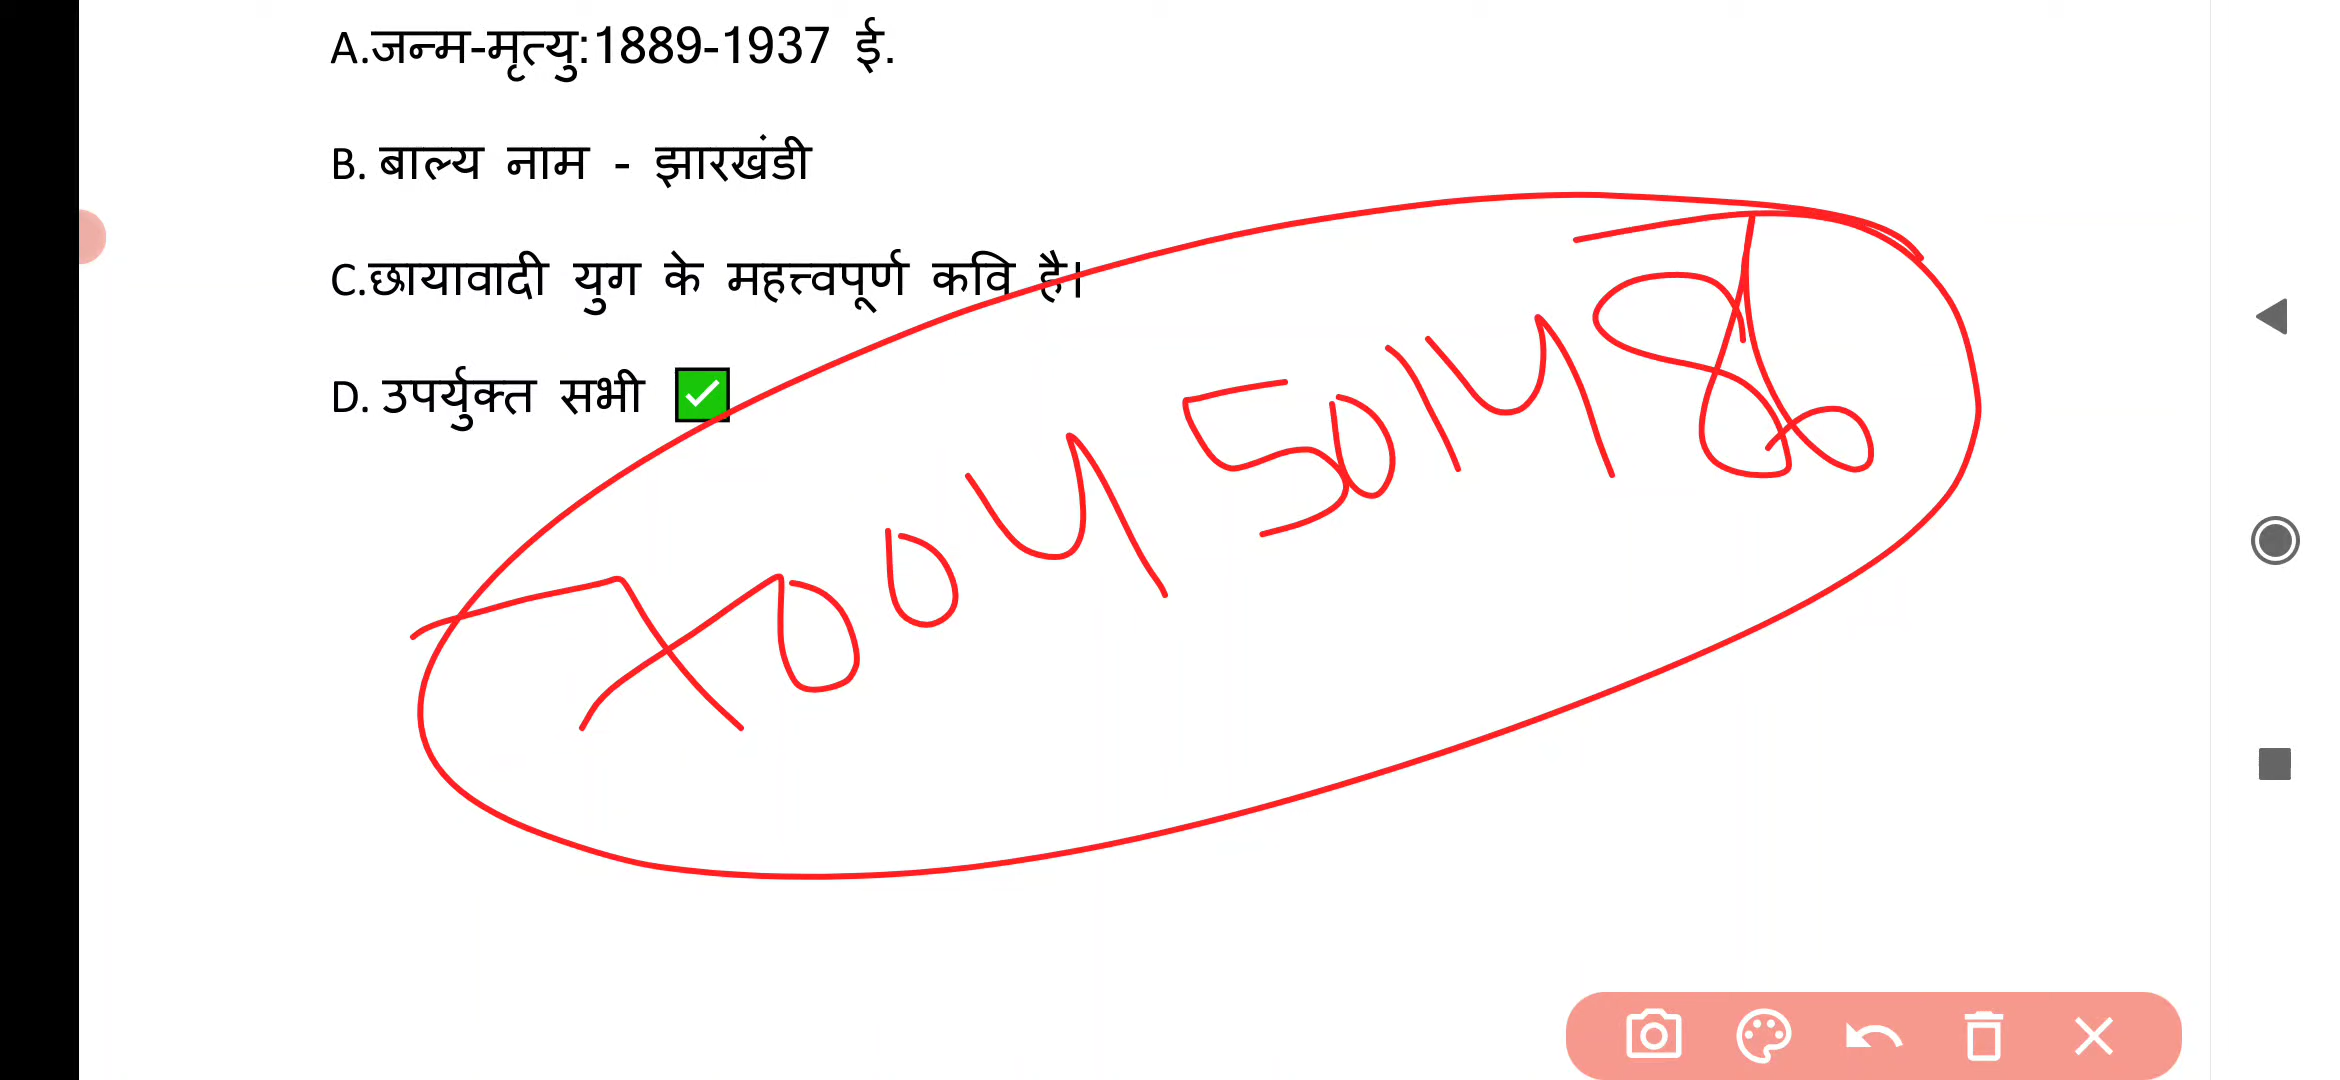 A.जन्म-मृत्यु:1889-1937 ई.
B. बाल्य नाम - झारखंडी
C.छायावादी युग के महत्त्वपूर्ण कवि है।
D. उपर्युक्त सभी ✅
7004501486